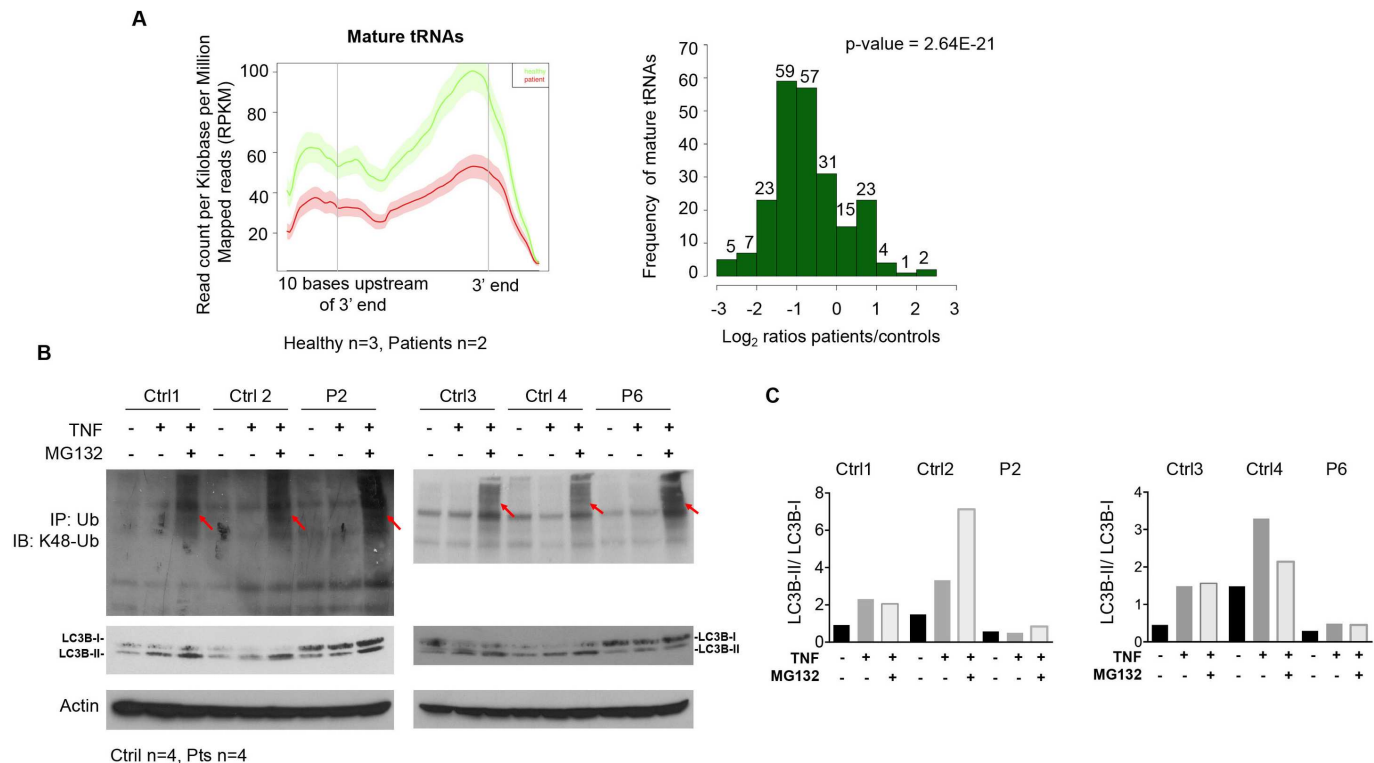 A
Mature tRNAs
Read count per Kilobase per Million
Mapped reads (RPKM)
100
80
60
40
20
healthy
patient
10 bases upstream
of 3' end
3' end
Healthy n=3, Patients n=2
p-value = 2.64E-21
Frequency of mature tRNAs
70
60
50
40
30
20
10
0
5 7 23 59 57 31 15 23 4 1 2
-3 -2 -1 0 1 2 3
Log2 ratios patients/controls
B
Ctrl1 Ctrl 2 P2 Ctrl3 Ctrl 4 P6
TNF - + + - + + - + + - + + - + + - + +
MG132 - - + - - + - - + - - + - - + - - +
IP: Ub
IB: K48-Ub
LC3B-I-
LC3B-II-
-LC3B-I
-LC3B-II
Actin
Ctril n=4, Pts n=4
C
Ctrl1 Ctrl2 P2
LC3B-II/ LC3B-I
8
6
4
2
0
TNF - + + - + + - + +
MG132 - - + - - + - - +
Ctrl3 Ctrl4 P6
LC3B-II/ LC3B-I
4
3
2
1
0
TNF - + + - + + - + +
MG132 - - + - - + - - +